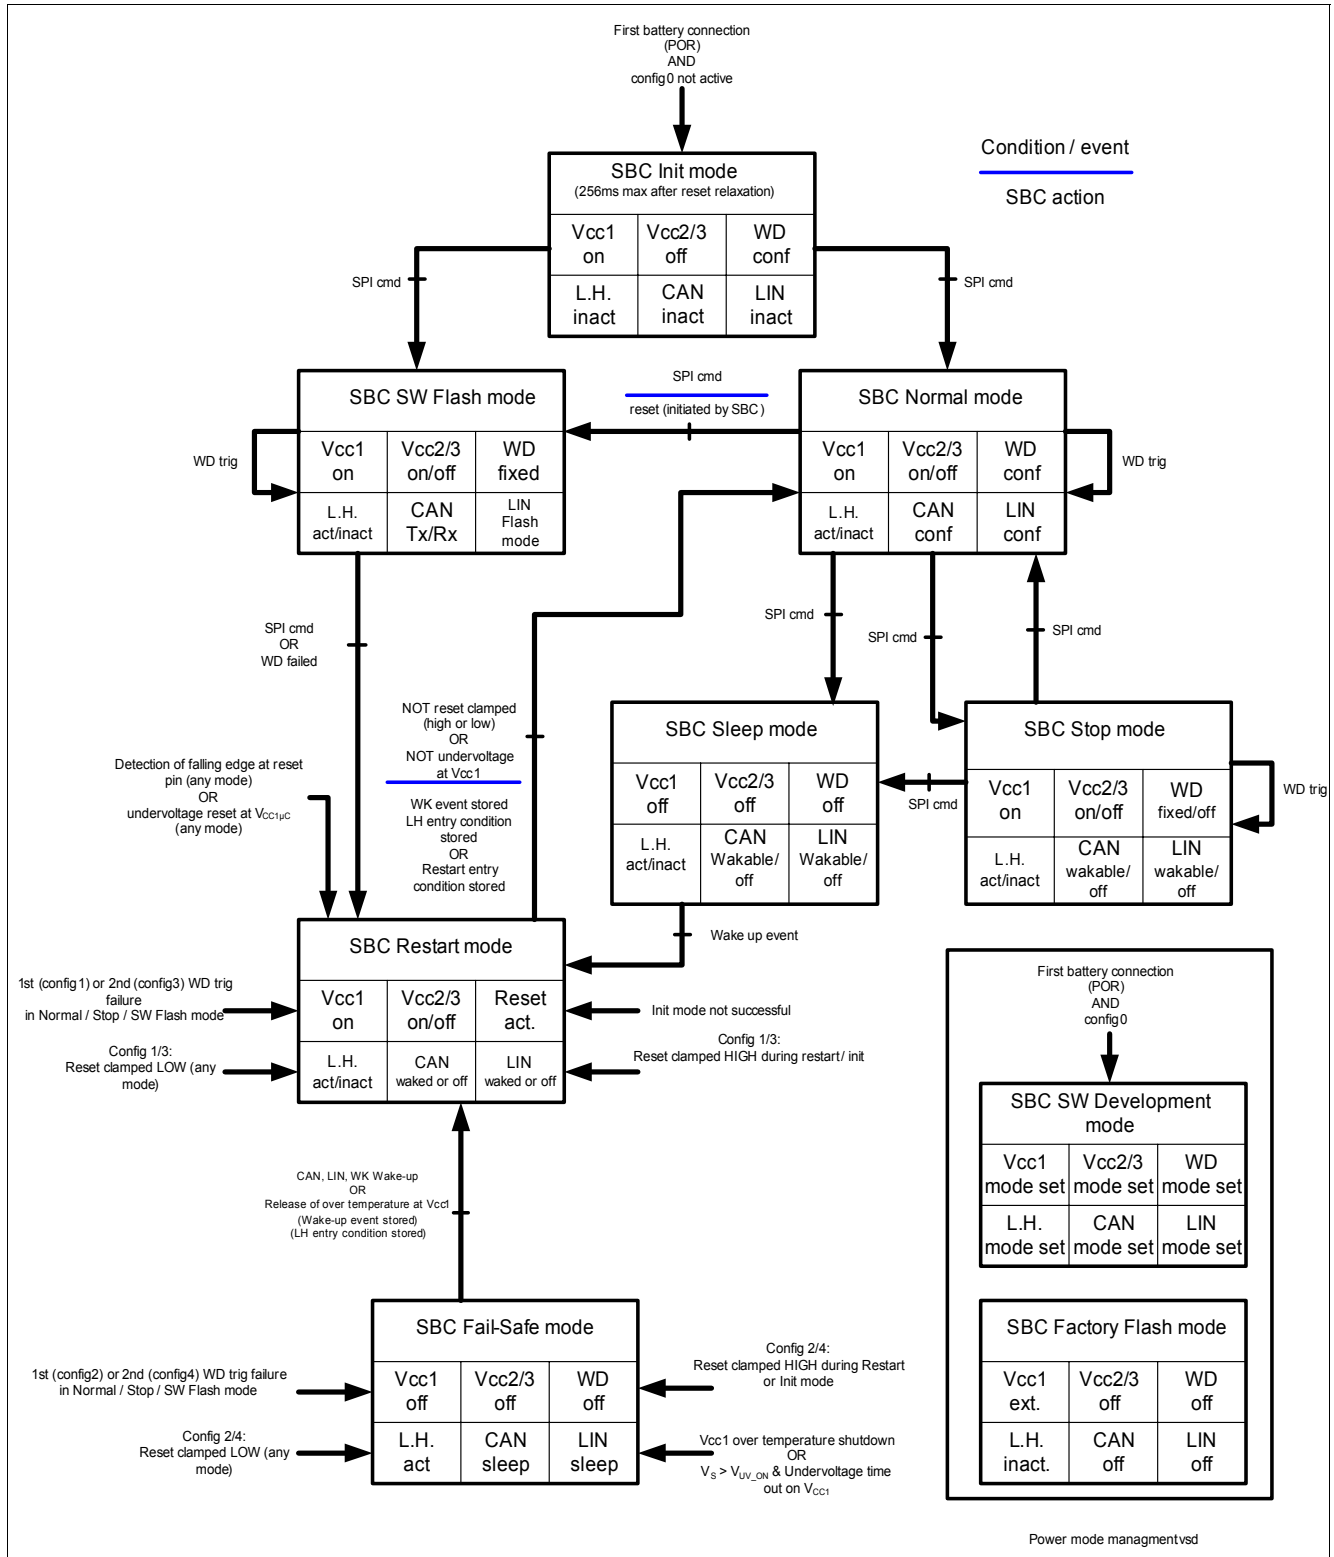 First battery connection
(POR)
AND
config0 not active
Condition / event
SBC action
SBC Init mode
(256ms max after reset relaxation)
Vcc1
on
Vcc2/3
off
WD
conf
L.H.
inact
CAN
inact
LIN
inact
SPI cmd
SPI cmd
SBC SW Flash mode
Vcc1
on
Vcc2/3
on/off
WD
fixed
L.H.
act/inact
CAN
Tx/Rx
LIN
Flash
mode
WD trig
SPI cmd
reset (initiated by SBC)
SBC Normal mode
Vcc1
on
Vcc2/3
on/off
WD
conf
L.H.
act/inact
CAN
conf
LIN
conf
WD trig
SPI cmd
OR
WD failed
SPI cmd
SPI cmd
SPI cmd
NOT reset clamped
(high or low)
OR
NOT undervoltage
at Vcc1
WK event stored
LH entry condition
stored
OR
Restart entry
condition stored
Detection of falling edge at reset
pin (any mode)
OR
undervoltage reset at VCC1µC
(any mode)
SBC Sleep mode
Vcc1
off
Vcc2/3
off
WD
off
L.H.
act/inact
CAN
Wakable/
off
LIN
Wakable/
off
SPI cmd
SBC Stop mode
Vcc1
on
Vcc2/3
on/off
WD
fixed/off
L.H.
act/inact
CAN
wakable/
off
LIN
wakable/
off
WD trig
Wake up event
SBC Restart mode
Vcc1
on
Vcc2/3
on/off
Reset
act.
L.H.
act/inact
CAN
waked or off
LIN
waked or off
1st (config1) or 2nd (config3) WD trig
failure
in Normal / Stop / SW Flash mode
Config 1/3:
Reset clamped LOW (any
mode)
Init mode not successful
Config 1/3:
Reset clamped HIGH during restart/ init
CAN, LIN, WK Wake-up
OR
Release of over temperature at Vcc1
(Wake-up event stored)
(LH entry condition stored)
SBC Fail-Safe mode
Vcc1
off
Vcc2/3
off
WD
off
L.H.
act
CAN
sleep
LIN
sleep
1st (config2) or 2nd (config4) WD trig failure
in Normal / Stop / SW Flash mode
Config 2/4:
Reset clamped LOW (any
mode)
Config 2/4:
Reset clamped HIGH during Restart
or Init mode
Vcc1 over temperature shutdown
OR
VS > VUV_ON & Undervoltage time
out on VCC1
First battery connection
(POR)
AND
config0
SBC SW Development
mode
Vcc1
mode set
Vcc2/3
mode set
WD
mode set
L.H.
mode set
CAN
mode set
LIN
mode set
SBC Factory Flash mode
Vcc1
ext.
Vcc2/3
off
WD
off
L.H.
inact.
CAN
off
LIN
off
Power mode managment.vsd